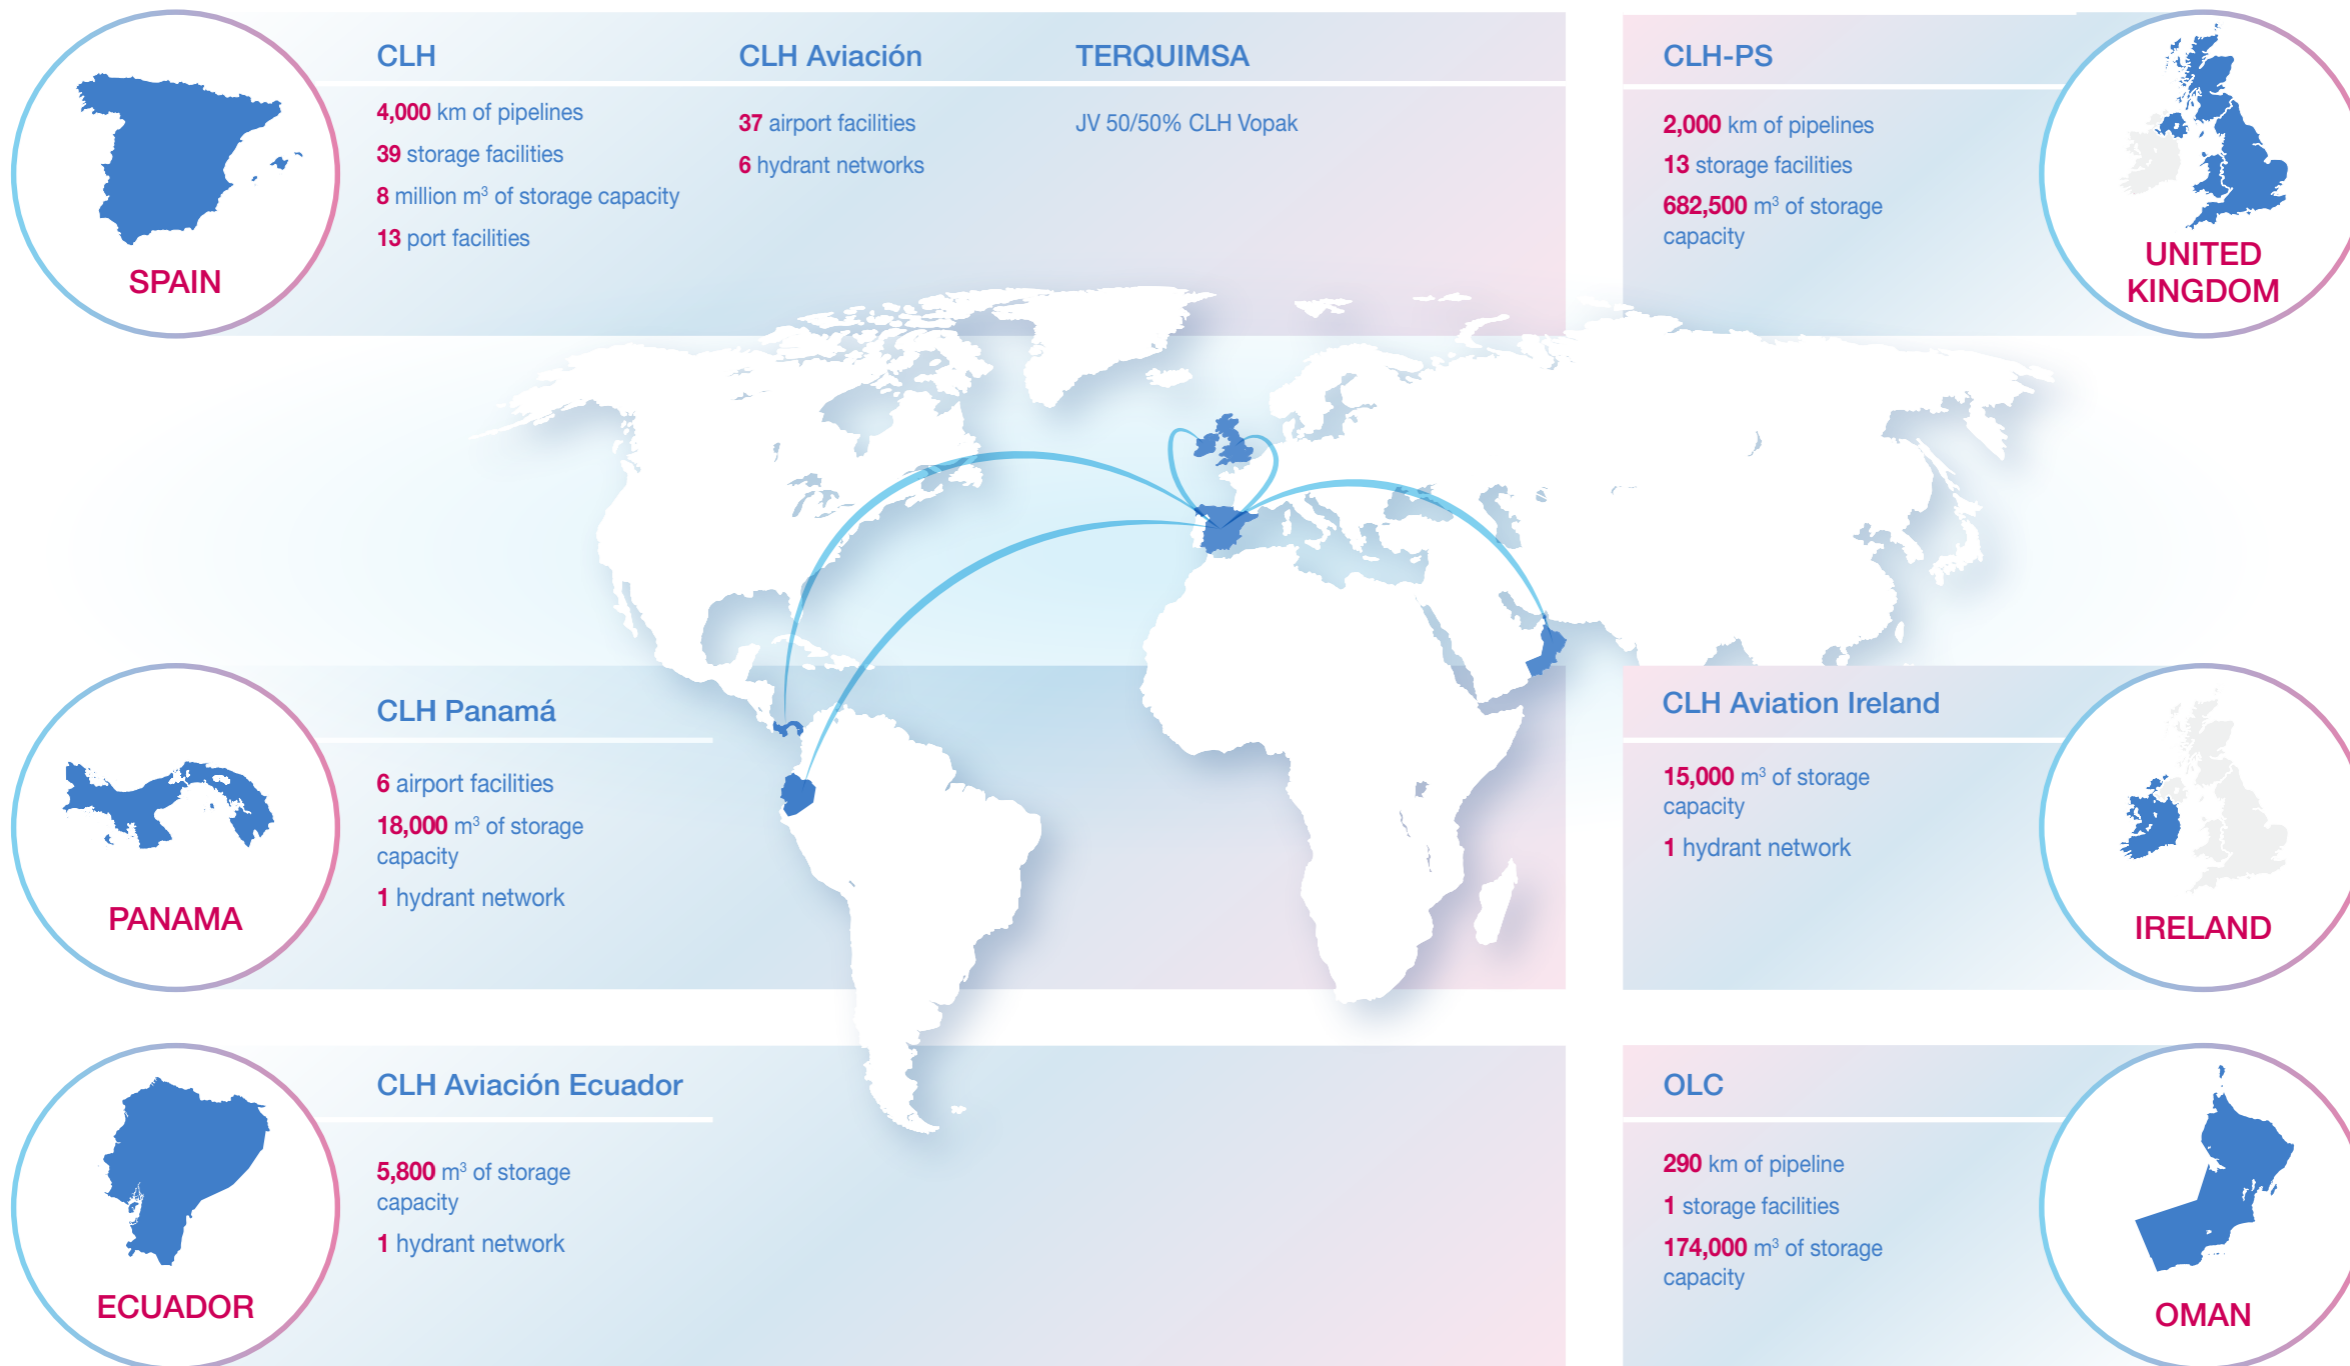 SPAIN
CLH
4,000 km of pipelines
39 storage facilities
8 million m³ of storage capacity
13 port facilities
CLH Aviación
37 airport facilities
6 hydrant networks
TERQUIMSA
JV 50/50% CLH Vopak
CLH-PS
2,000 km of pipelines
13 storage facilities
682,500 m³ of storage
capacity
UNITED
KINGDOM
PANAMA
CLH Panamá
6 airport facilities
18,000 m³ of storage
capacity
1 hydrant network
CLH Aviation Ireland
15,000 m³ of storage
capacity
1 hydrant network
IRELAND
ECUADOR
CLH Aviación Ecuador
5,800 m³ of storage
capacity
1 hydrant network
OLC
290 km of pipeline
1 storage facilities
174,000 m³ of storage
capacity
OMAN